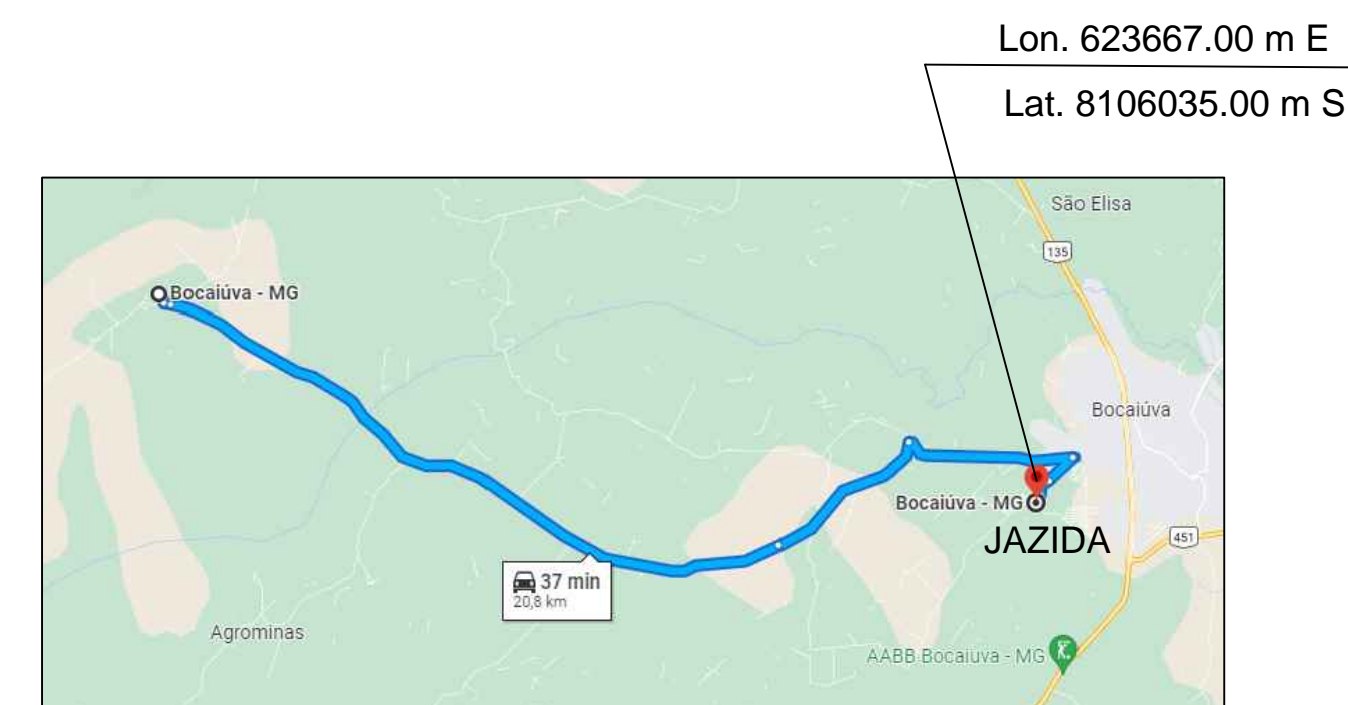 Lon. 623667.00 m E
Lat. 8106035.00 m S
São Elisa
135
Bocaiúva - MG
Bocaiúva
Bocaiúva - MG
JAZIDA
451
37 min
20,8 km
Agrominas
AABB Bocaiuva - MG